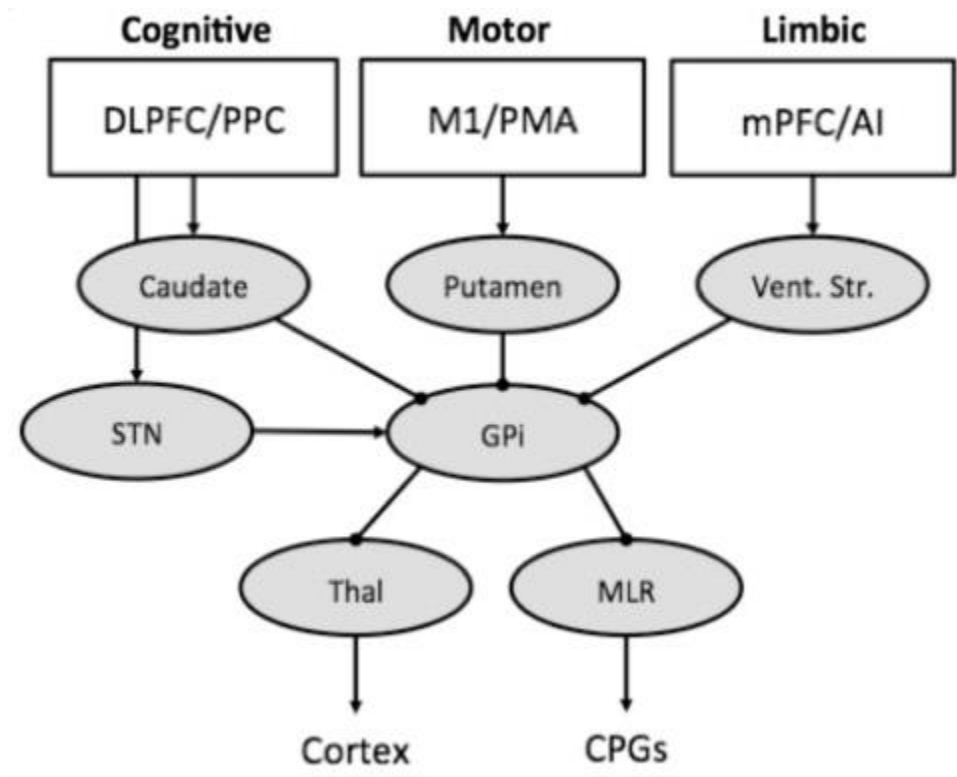 Cognitive
Motor
Limbic
DLPFC/PPC
M1/PMA
mPFC/AI
Caudate
Putamen
Vent. Str.
STN
GPi
Thal
MLR
Cortex
CPGs